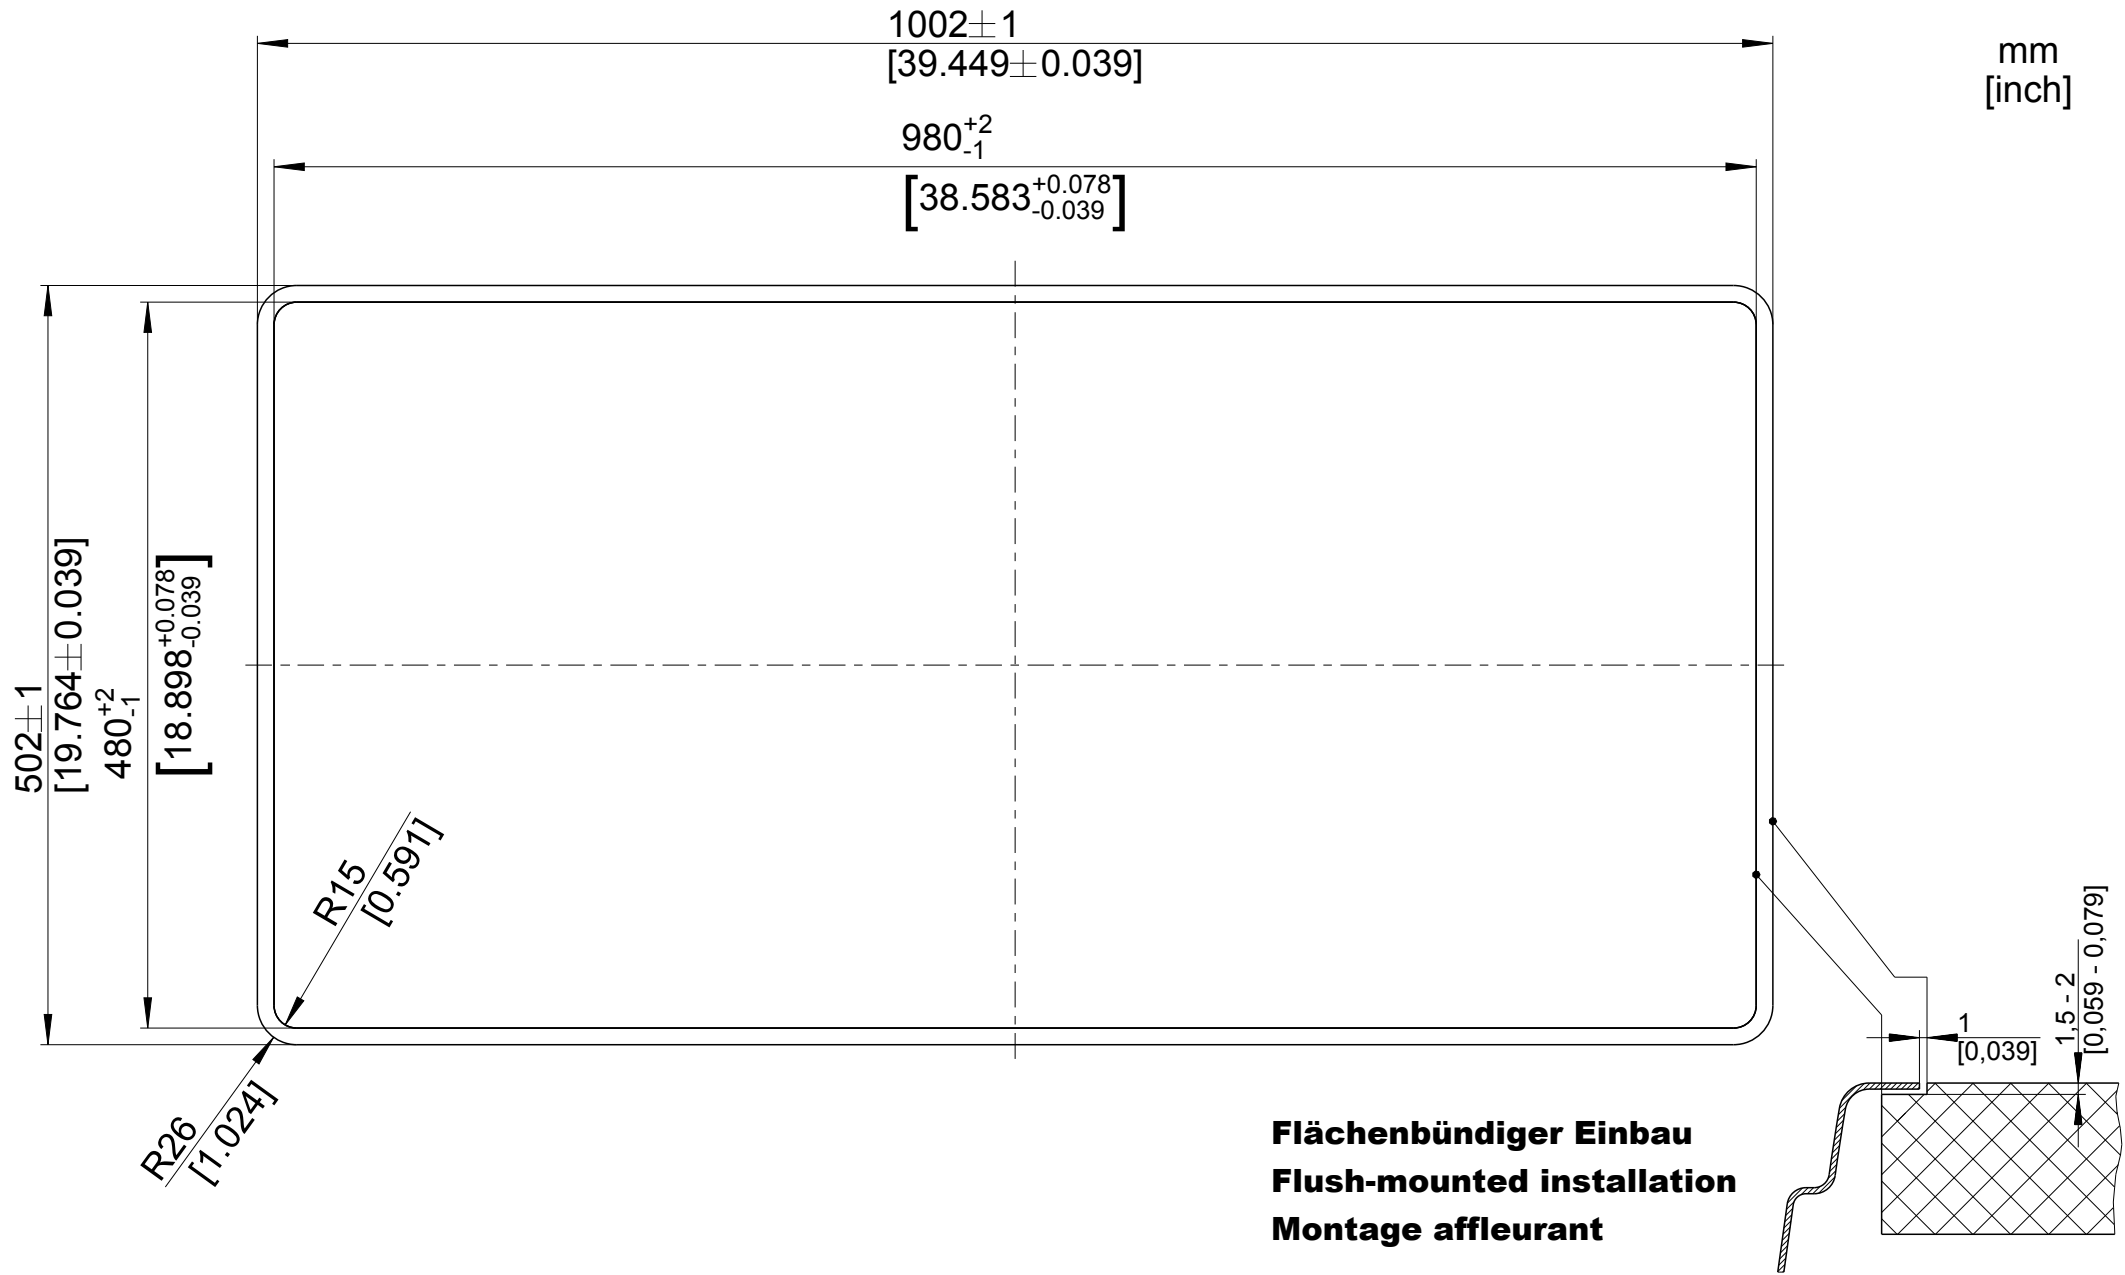 1002±1
[39.449±0.039]
mm
[inch]
980 +2 -1
[38.583 +0.078 -0.039]
502±1
[19.764±0.039]
480 +2 -1
[18.898 +0.078 -0.039]
R15
[0.591]
R26
[1.024]
1
[0,039]
1,5 - 2
[0,059 - 0,079]
Flächenbündiger Einbau
Flush-mounted installation
Montage affleurant